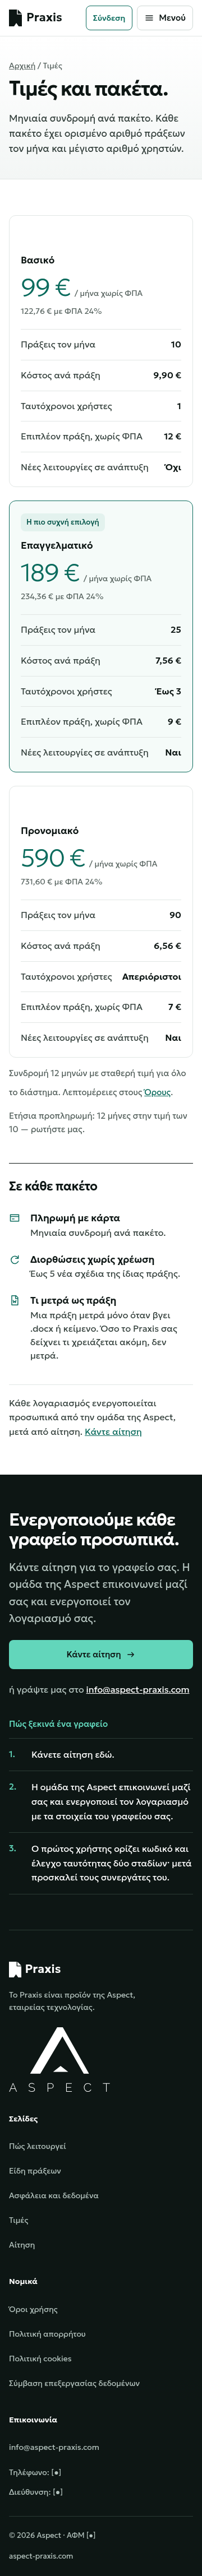 Praxis
Σύνδεση
Μενού
Αρχική / Τιμές
Τιμές και πακέτα.
Μηνιαία συνδρομή ανά πακέτο. Κάθε
πακέτο έχει ορισμένο αριθμό πράξεων
τον μήνα και μέγιστο αριθμό χρηστών.
Βασικό
99 € / μήνα χωρίς ΦΠΑ
122,76 € με ΦΠΑ 24%
Πράξεις τον μήνα 10
Κόστος ανά πράξη 9,90 €
Ταυτόχρονοι χρήστες 1
Επιπλέον πράξη, χωρίς ΦΠΑ 12 €
Νέες λειτουργίες σε ανάπτυξη Όχι
Η πιο συχνή επιλογή
Επαγγελματικό
189 € / μήνα χωρίς ΦΠΑ
234,36 € με ΦΠΑ 24%
Πράξεις τον μήνα 25
Κόστος ανά πράξη 7,56 €
Ταυτόχρονοι χρήστες Έως 3
Επιπλέον πράξη, χωρίς ΦΠΑ 9 €
Νέες λειτουργίες σε ανάπτυξη Ναι
Προνομιακό
590 € / μήνα χωρίς ΦΠΑ
731,60 € με ΦΠΑ 24%
Πράξεις τον μήνα 90
Κόστος ανά πράξη 6,56 €
Ταυτόχρονοι χρήστες Απεριόριστοι
Επιπλέον πράξη, χωρίς ΦΠΑ 7 €
Νέες λειτουργίες σε ανάπτυξη Ναι
Συνδρομή 12 μηνών με σταθερή τιμή για όλο
το διάστημα. Λεπτομέρειες στους Όρους.
Ετήσια προπληρωμή: 12 μήνες στην τιμή των
10 — ρωτήστε μας.
Σε κάθε πακέτο
Πληρωμή με κάρτα
Μηνιαία συνδρομή ανά πακέτο.
Διορθώσεις χωρίς χρέωση
Έως 5 νέα σχέδια της ίδιας πράξης.
Τι μετρά ως πράξη
Μια πράξη μετρά μόνο όταν βγει
.docx ή κείμενο. Όσο το Praxis σας
δείχνει τι χρειάζεται ακόμη, δεν
μετρά.
Κάθε λογαριασμός ενεργοποιείται
προσωπικά από την ομάδα της Aspect,
μετά από αίτηση. Κάντε αίτηση
Ενεργοποιούμε κάθε
γραφείο προσωπικά.
Κάντε αίτηση για το γραφείο σας. Η
ομάδα της Aspect επικοινωνεί μαζί
σας και ενεργοποιεί τον
λογαριασμό σας.
Κάντε αίτηση →
ή γράψτε μας στο info@aspect-praxis.com
Πώς ξεκινά ένα γραφείο
1. Κάνετε αίτηση εδώ.
2. Η ομάδα της Aspect επικοινωνεί μαζί
σας και ενεργοποιεί τον λογαριασμό
με τα στοιχεία του γραφείου σας.
3. Ο πρώτος χρήστης ορίζει κωδικό και
έλεγχο ταυτότητας δύο σταδίων· μετά
προσκαλεί τους συνεργάτες του.
Praxis
Το Praxis είναι προϊόν της Aspect,
εταιρείας τεχνολογίας.
ASPECT
Σελίδες
Πώς λειτουργεί
Είδη πράξεων
Ασφάλεια και δεδομένα
Τιμές
Αίτηση
Νομικά
Όροι χρήσης
Πολιτική απορρήτου
Πολιτική cookies
Σύμβαση επεξεργασίας δεδομένων
Επικοινωνία
info@aspect-praxis.com
Τηλέφωνο: [●]
Διεύθυνση: [●]
© 2026 Aspect · ΑΦΜ [●]
aspect-praxis.com